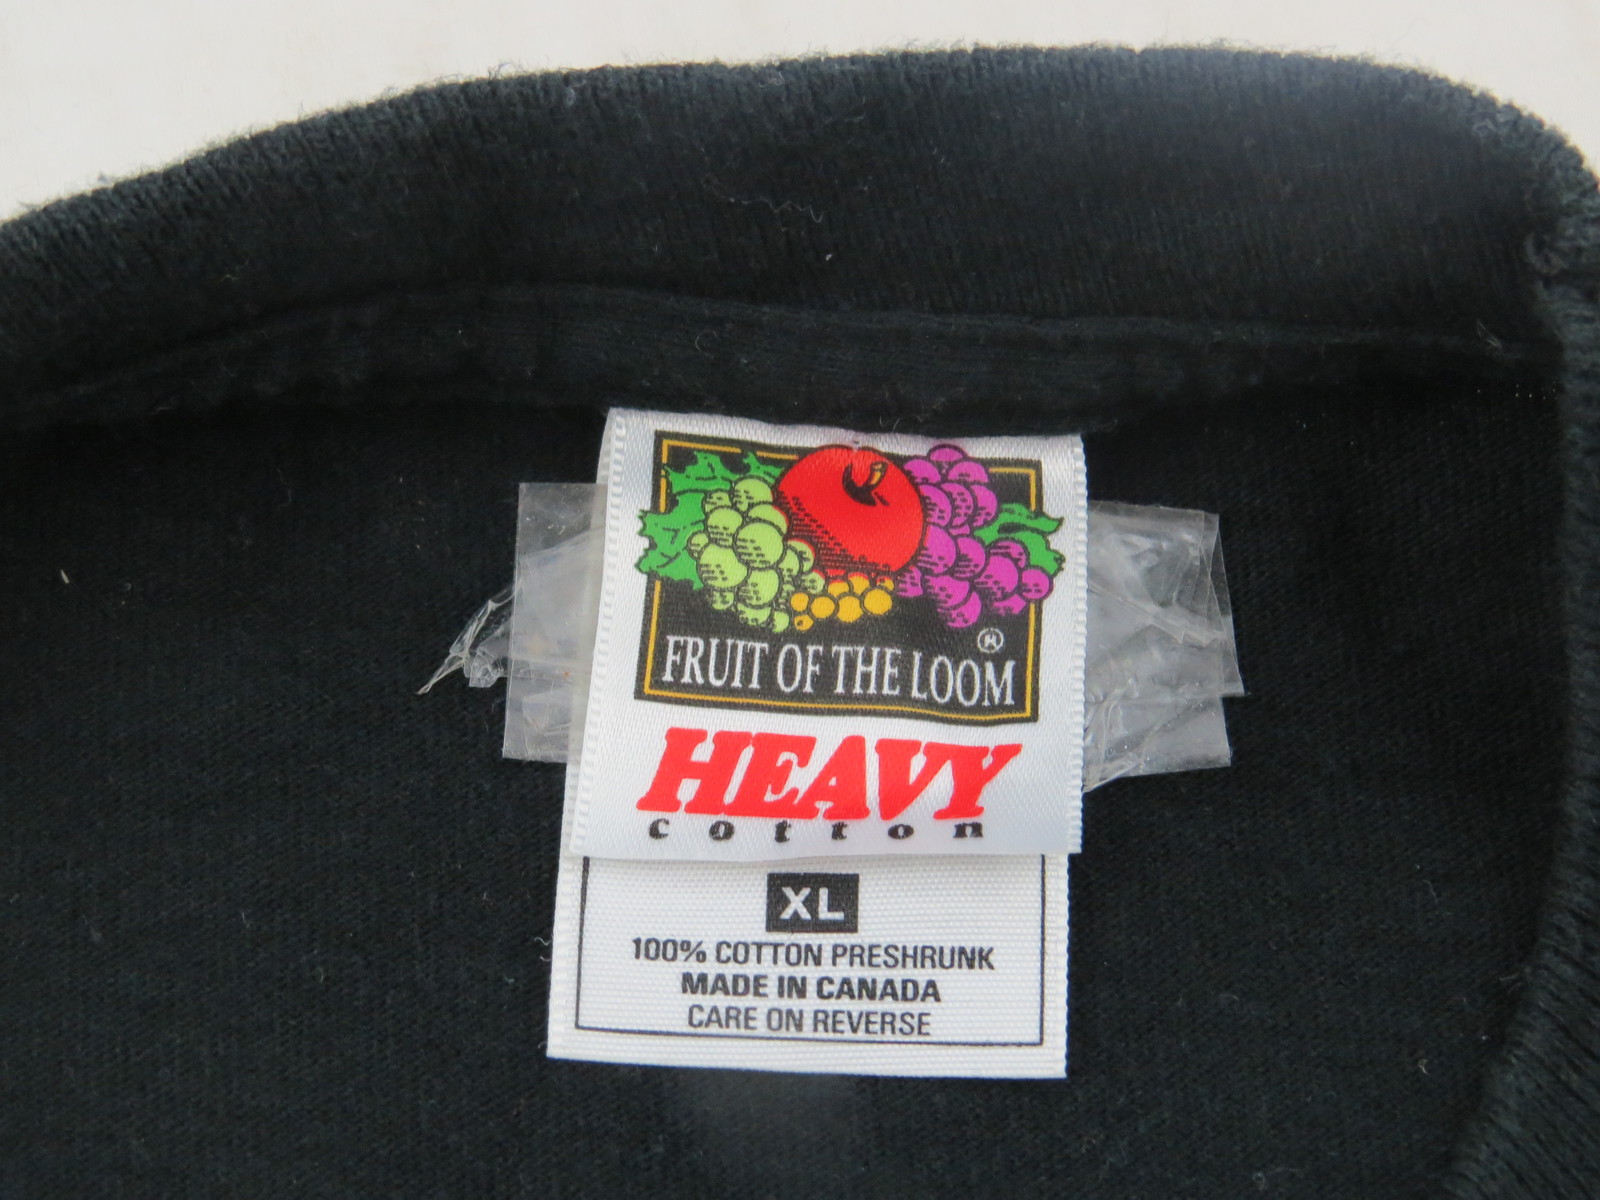 FRUIT OF THE LOOM ®
HEAVY
cotton
XL
100% COTTON PRESHRUNK
MADE IN CANADA
CARE ON REVERSE